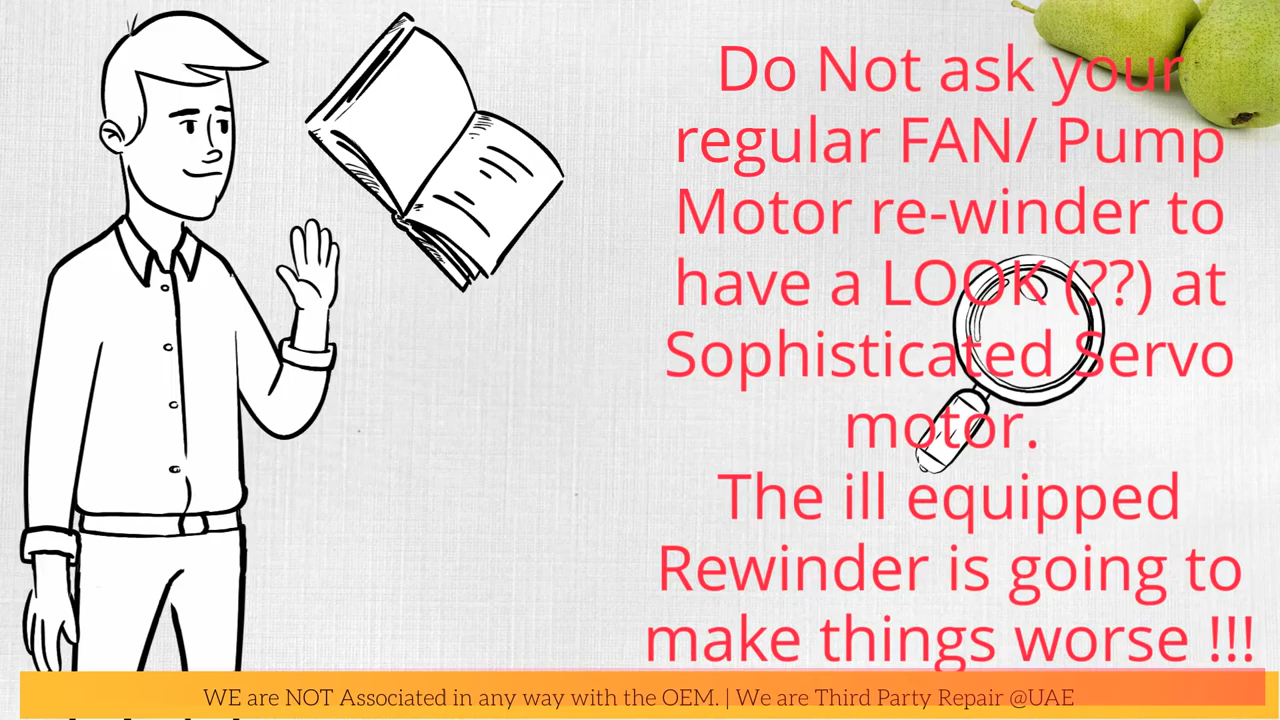 Do Not ask your
regular FAN/ Pump
Motor re-winder to
have a LOOK (??) at
Sophisticated Servo
motor.
The ill equipped
Rewinder is going to
make things worse !!!
WE are NOT Associated in any way with the OEM. | We are Third Party Repair @UAE